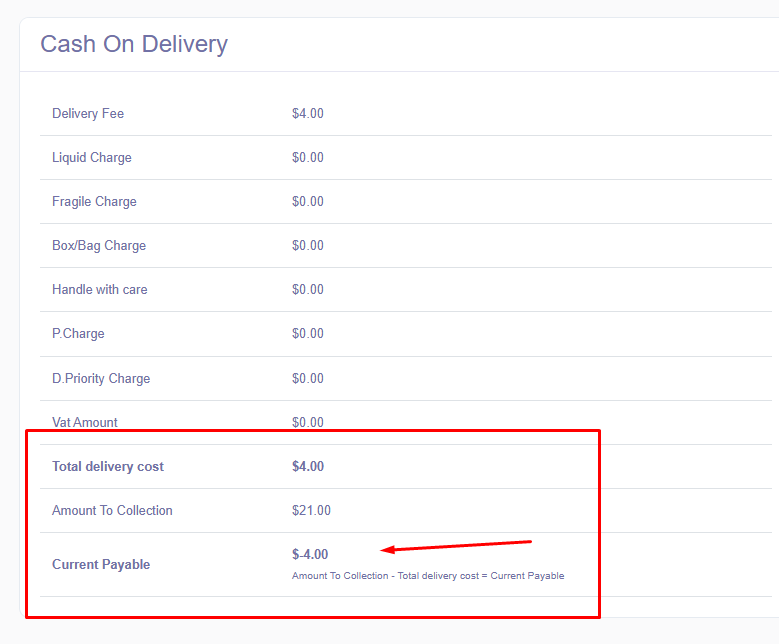 Cash On Delivery
Delivery Fee $4.00
Liquid Charge $0.00
Fragile Charge $0.00
Box/Bag Charge $0.00
Handle with care $0.00
P.Charge $0.00
D.Priority Charge $0.00
Vat Amount $0.00
Total delivery cost $4.00
Amount To Collection $21.00
Current Payable $-4.00
Amount To Collection - Total delivery cost = Current Payable